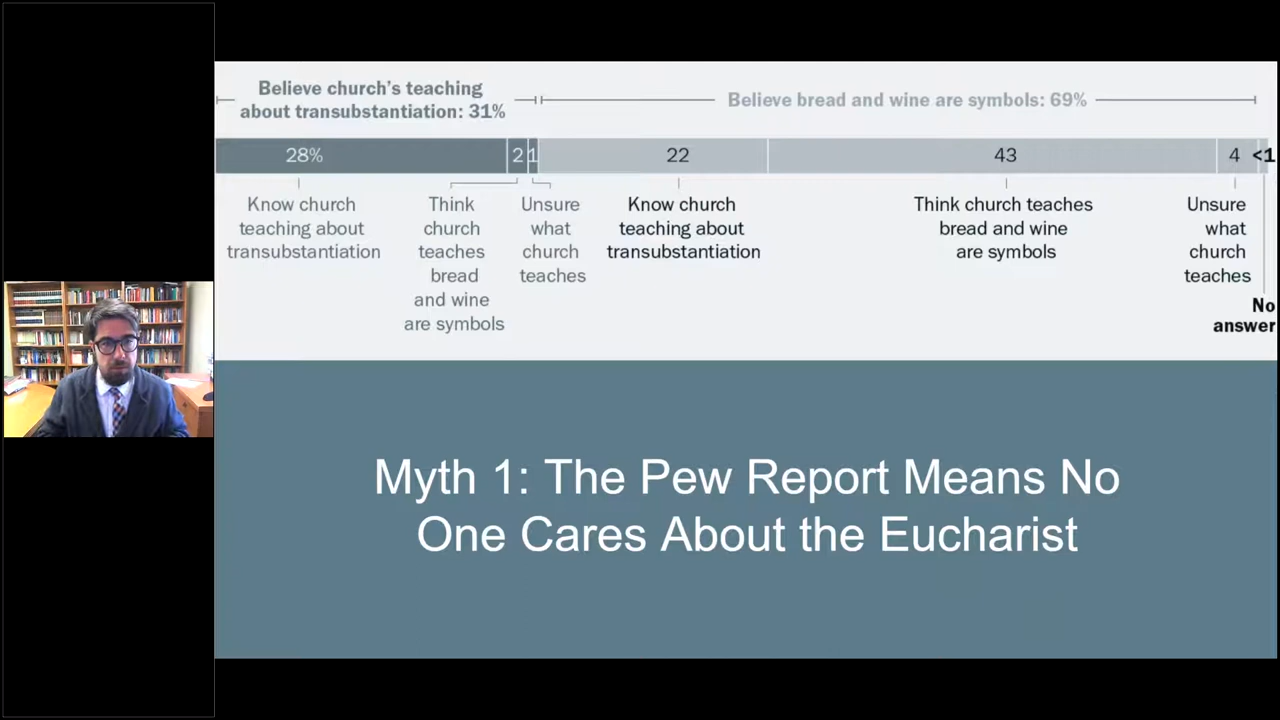 Believe church's teaching
about transubstantiation: 31%
Believe bread and wine are symbols: 69%
28%
2
1
22
43
4
<1
Know church
teaching about
transubstantiation
Think
church
teaches
bread
and wine
are symbols
Unsure
what
church
teaches
Know church
teaching about
transubstantiation
Think church teaches
bread and wine
are symbols
Unsure
what
church
teaches
No
answer
Myth 1: The Pew Report Means No
One Cares About the Eucharist